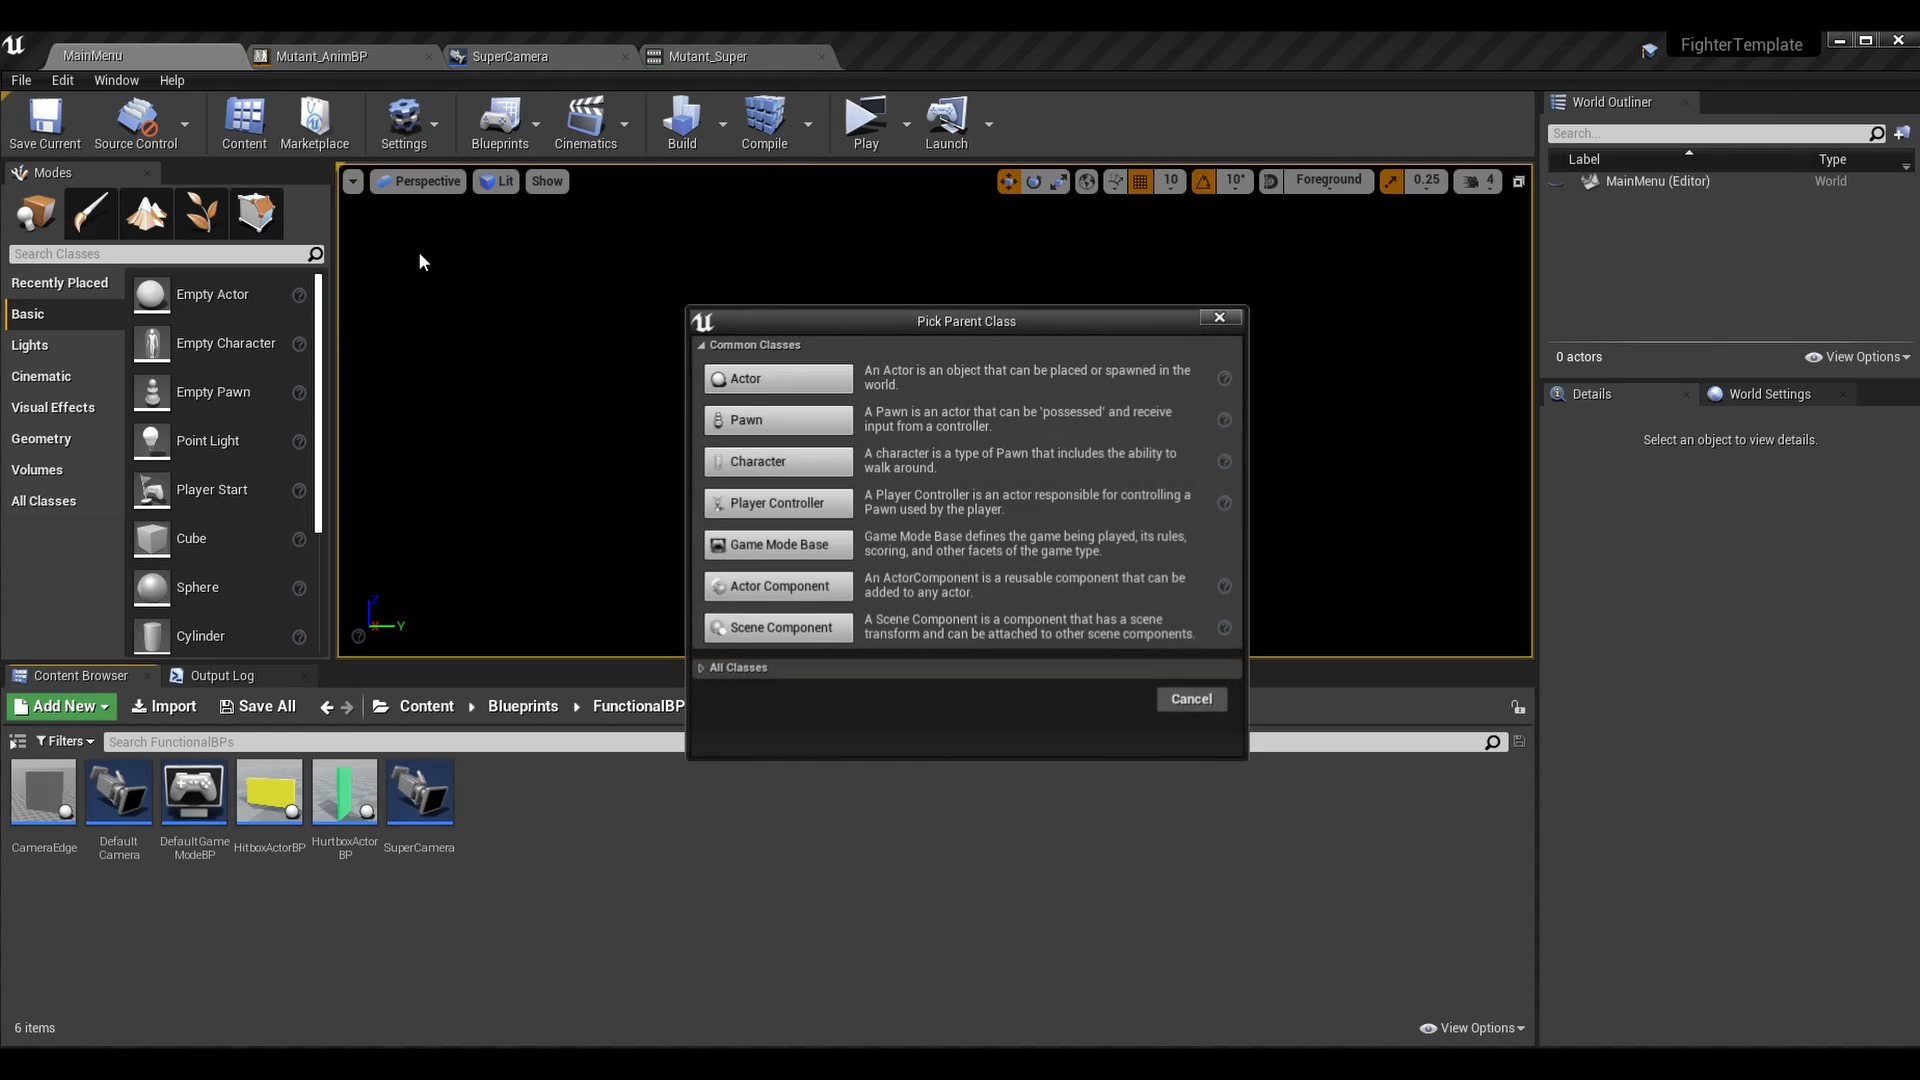 MainMenu
Mutant_AnimBP
SuperCamera
Mutant_Super
FighterTemplate
File Edit Window Help
Save Current
Source Control
Content
Marketplace
Settings
Blueprints
Cinematics
Build
Compile
Play
Launch
Modes
Search Classes
Recently Placed
Basic
Lights
Cinematic
Visual Effects
Geometry
Volumes
All Classes
Empty Actor
Empty Character
Empty Pawn
Point Light
Player Start
Cube
Sphere
Cylinder
Perspective
Lit
Show
10
10°
Foreground
0.25
4
Z
X
Y
Pick Parent Class
Common Classes
Actor
An Actor is an object that can be placed or spawned in the
world.
Pawn
A Pawn is an actor that can be 'possessed' and receive
input from a controller.
Character
A character is a type of Pawn that includes the ability to
walk around.
Player Controller
A Player Controller is an actor responsible for controlling a
Pawn used by the player.
Game Mode Base
Game Mode Base defines the game being played, its rules,
scoring, and other facets of the game type.
Actor Component
An ActorComponent is a reusable component that can be
added to any actor.
Scene Component
A Scene Component is a component that has a scene
transform and can be attached to other scene components.
All Classes
Cancel
World Outliner
Search...
Label Type
MainMenu (Editor) World
0 actors
View Options
Details
World Settings
Select an object to view details.
Content Browser
Output Log
Add New
Import
Save All
Content
Blueprints
FunctionalBP
Filters
Search FunctionalBPs
CameraEdge
Default
Camera
DefaultGame
ModeBP
HitboxActorBP
HurtboxActor
BP
SuperCamera
6 items
View Options